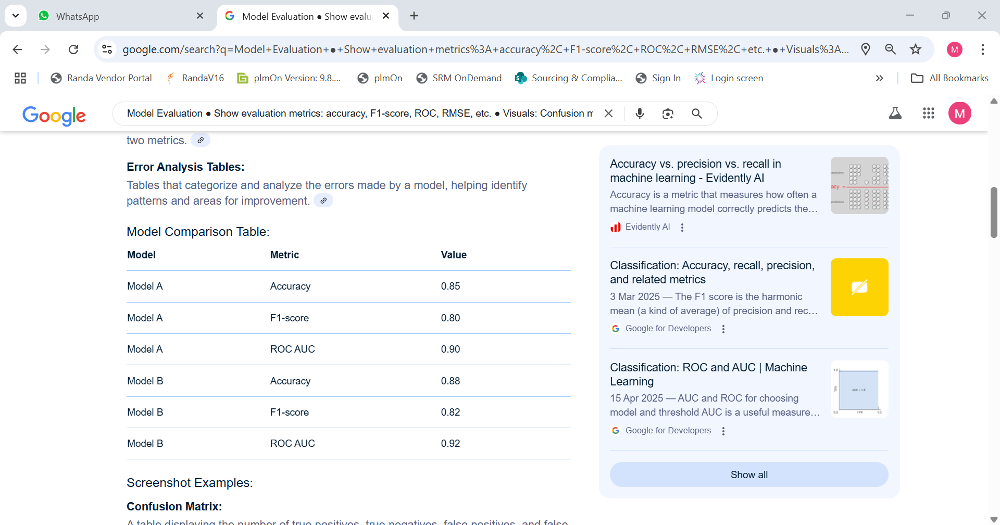 WhatsApp
Model Evaluation ● Show evalu
google.com/search?q=Model+Evaluation+●+Show+evaluation+metrics%3A+accuracy%2C+F1-score%2C+ROC%2C+RMSE%2C+etc.+●+Visuals%3A...
M
Randa Vendor Portal
RandaV16
plmOn Version: 9.8....
plmOn
SRM OnDemand
Sourcing & Complia...
Sign In
Login screen
All Bookmarks
Google
Model Evaluation ● Show evaluation metrics: accuracy, F1-score, ROC, RMSE, etc. ● Visuals: Confusion m
M
two metrics.
Error Analysis Tables:
Tables that categorize and analyze the errors made by a model, helping identify
patterns and areas for improvement.
Model Comparison Table:
Model Metric Value
Model A Accuracy 0.85
Model A F1-score 0.80
Model A ROC AUC 0.90
Model B Accuracy 0.88
Model B F1-score 0.82
Model B ROC AUC 0.92
Screenshot Examples:
Confusion Matrix:
A table displaying the number of true positives, true negatives, false positives, and false
Accuracy vs. precision vs. recall in
machine learning - Evidently AI
Accuracy is a metric that measures how often a
machine learning model correctly predicts the...
Evidently AI
Classification: Accuracy, recall, precision,
and related metrics
3 Mar 2025 — The F1 score is the harmonic
mean (a kind of average) of precision and rec...
Google for Developers
Classification: ROC and AUC | Machine
Learning
15 Apr 2025 — AUC and ROC for choosing
model and threshold AUC is a useful measure...
Google for Developers
Show all